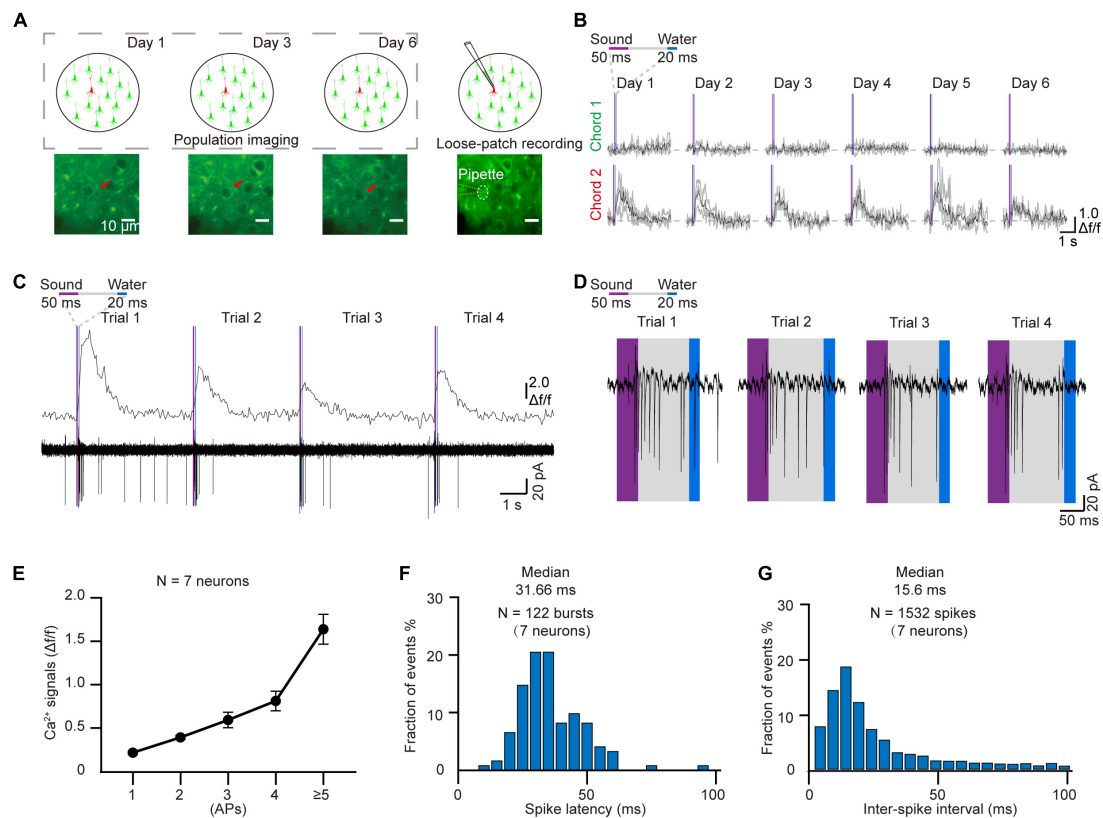 A
Day 1
Day 3
Day 6
Population imaging
Loose-patch recording
10 μm
Pipette
B
Sound
Water
50 ms
20 ms
Day 1
Day 2
Day 3
Day 4
Day 5
Day 6
Chord 1
Chord 2
1.0
Δf/f
1 s
C
Sound
Water
50 ms
20 ms
Trial 1
Trial 2
Trial 3
Trial 4
2.0
Δf/f
20 pA
1 s
D
Sound
Water
50 ms
20 ms
Trial 1
Trial 2
Trial 3
Trial 4
20 pA
50 ms
E
N = 7 neurons
Ca²⁺ signals (Δf/f)
2.0
1.5
1.0
0.5
0
1
2
3
4
≥5
(APs)
F
Median
31.66 ms
N = 122 bursts
(7 neurons)
Fraction of events %
30
20
10
0
0
50
100
Spike latency (ms)
G
Median
15.6 ms
N = 1532 spikes
(7 neurons)
Fraction of events %
30
20
10
0
0
50
100
Inter-spike interval (ms)